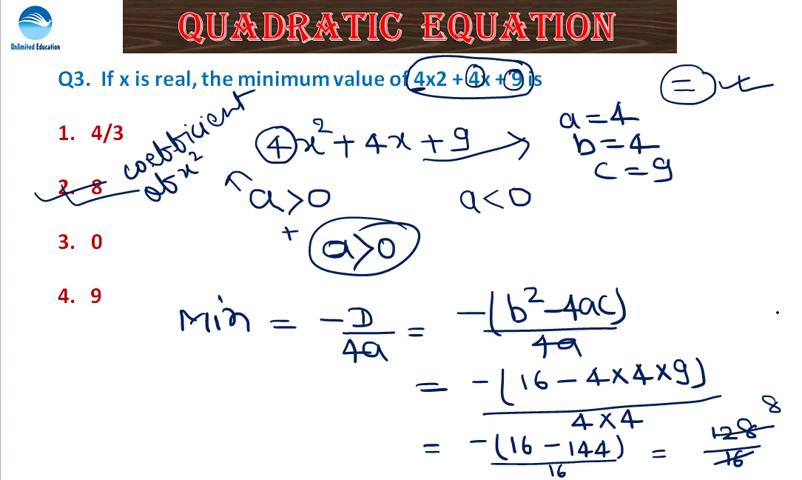 QUADRATIC EQUATION
Unlimited Education
Q3. If x is real, the minimum value of 4x2 + 4x + 9 is
=
1. 4/3
2. 8
3. 0
4. 9
coefficient
of x²
4x² + 4x + 9
a = 4
b = 4
c = 9
a > 0
a < 0
+
a > 0
Min = -D/4a = -(b² - 4ac)/4a
= -(16 - 4×4×9)/4×4
= -(16 - 144)/16 = 128/16 8